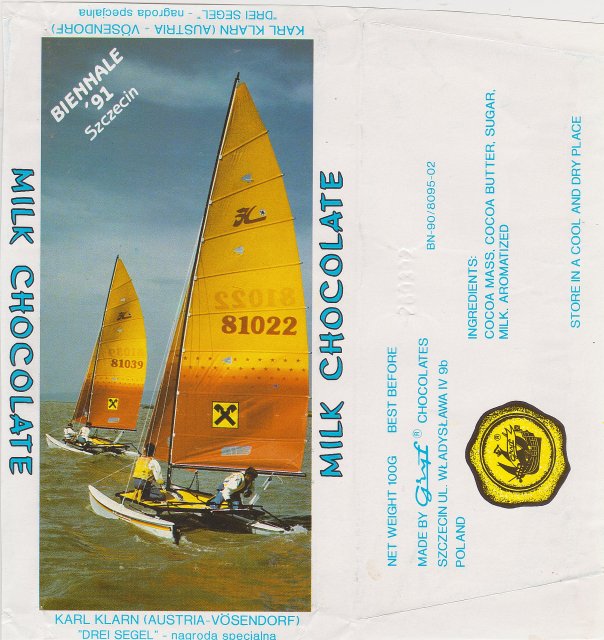 KARL KLARN (AUSTRIA - VÖSENDORF)
"DREI SEGEL" - nagroda specjalna
BIENNALE
'91
Szczecin
MILK CHOCOLATE
81022
81022
81039
MILK CHOCOLATE
KARL KLARN (AUSTRIA-VÖSENDORF)
"DREI SEGEL" - nagroda specjalna
NET WEIGHT 100G BEST BEFORE
MADE BY Gryf ® CHOCOLATES
SZCZECIN UL. WŁADYSŁAWA IV 9b
POLAND
BN-90/8095-02
INGREDIENTS:
COCOA MASS, COCOA BUTTER, SUGAR,
MILK, AROMATIZED
STORE IN A COOL AND DRY PLACE